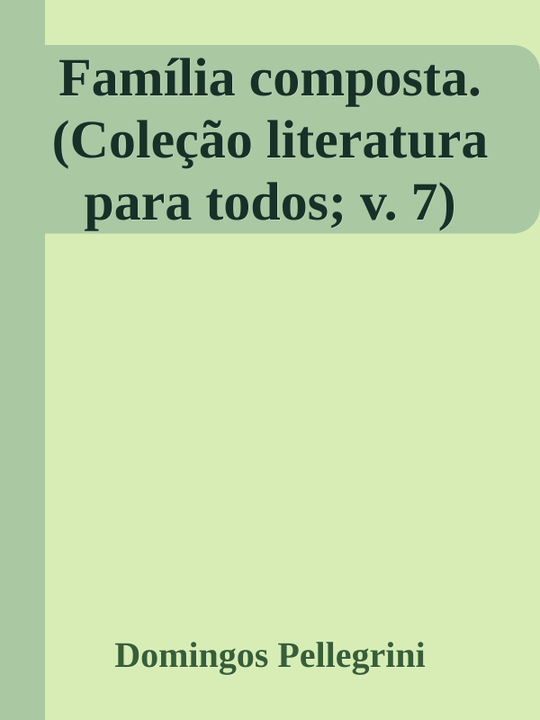 Família composta.
(Coleção literatura
para todos; v. 7)
Domingos Pellegrini